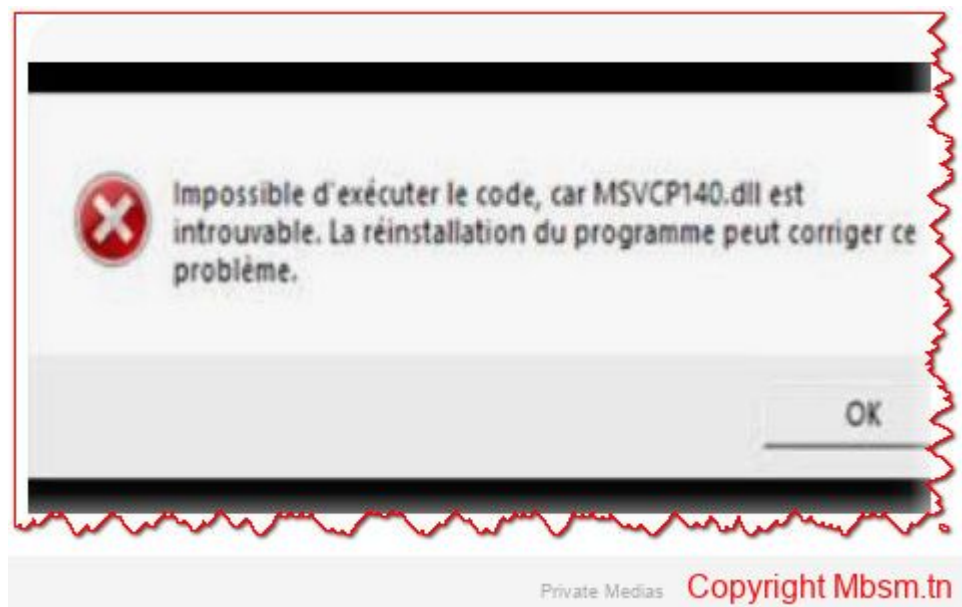 Impossible d'exécuter le code, car MSVCP140.dll est
introuvable. La réinstallation du programme peut corriger ce
problème.
OK
Private Medias Copyright Mbsm.tn